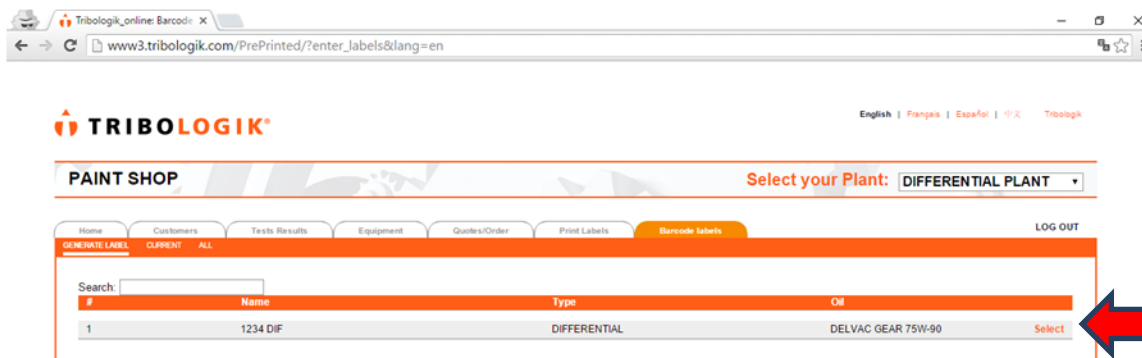 Tribologik_online: Barcode
www3.tribologik.com/PrePrinted/?enter_labels&lang=en
TRIBOLOGIK®
English | Français | Español | 中文 Tribologik
PAINT SHOP
Select your Plant: DIFFERENTIAL PLANT
Home Customers Tests Results Equipment Quotes/Order Print Labels Barcode labels LOG OUT
GENERATE LABEL CURRENT ALL
Search:
# Name Type Oil
1 1234 DIF DIFFERENTIAL DELVAC GEAR 75W-90 Select